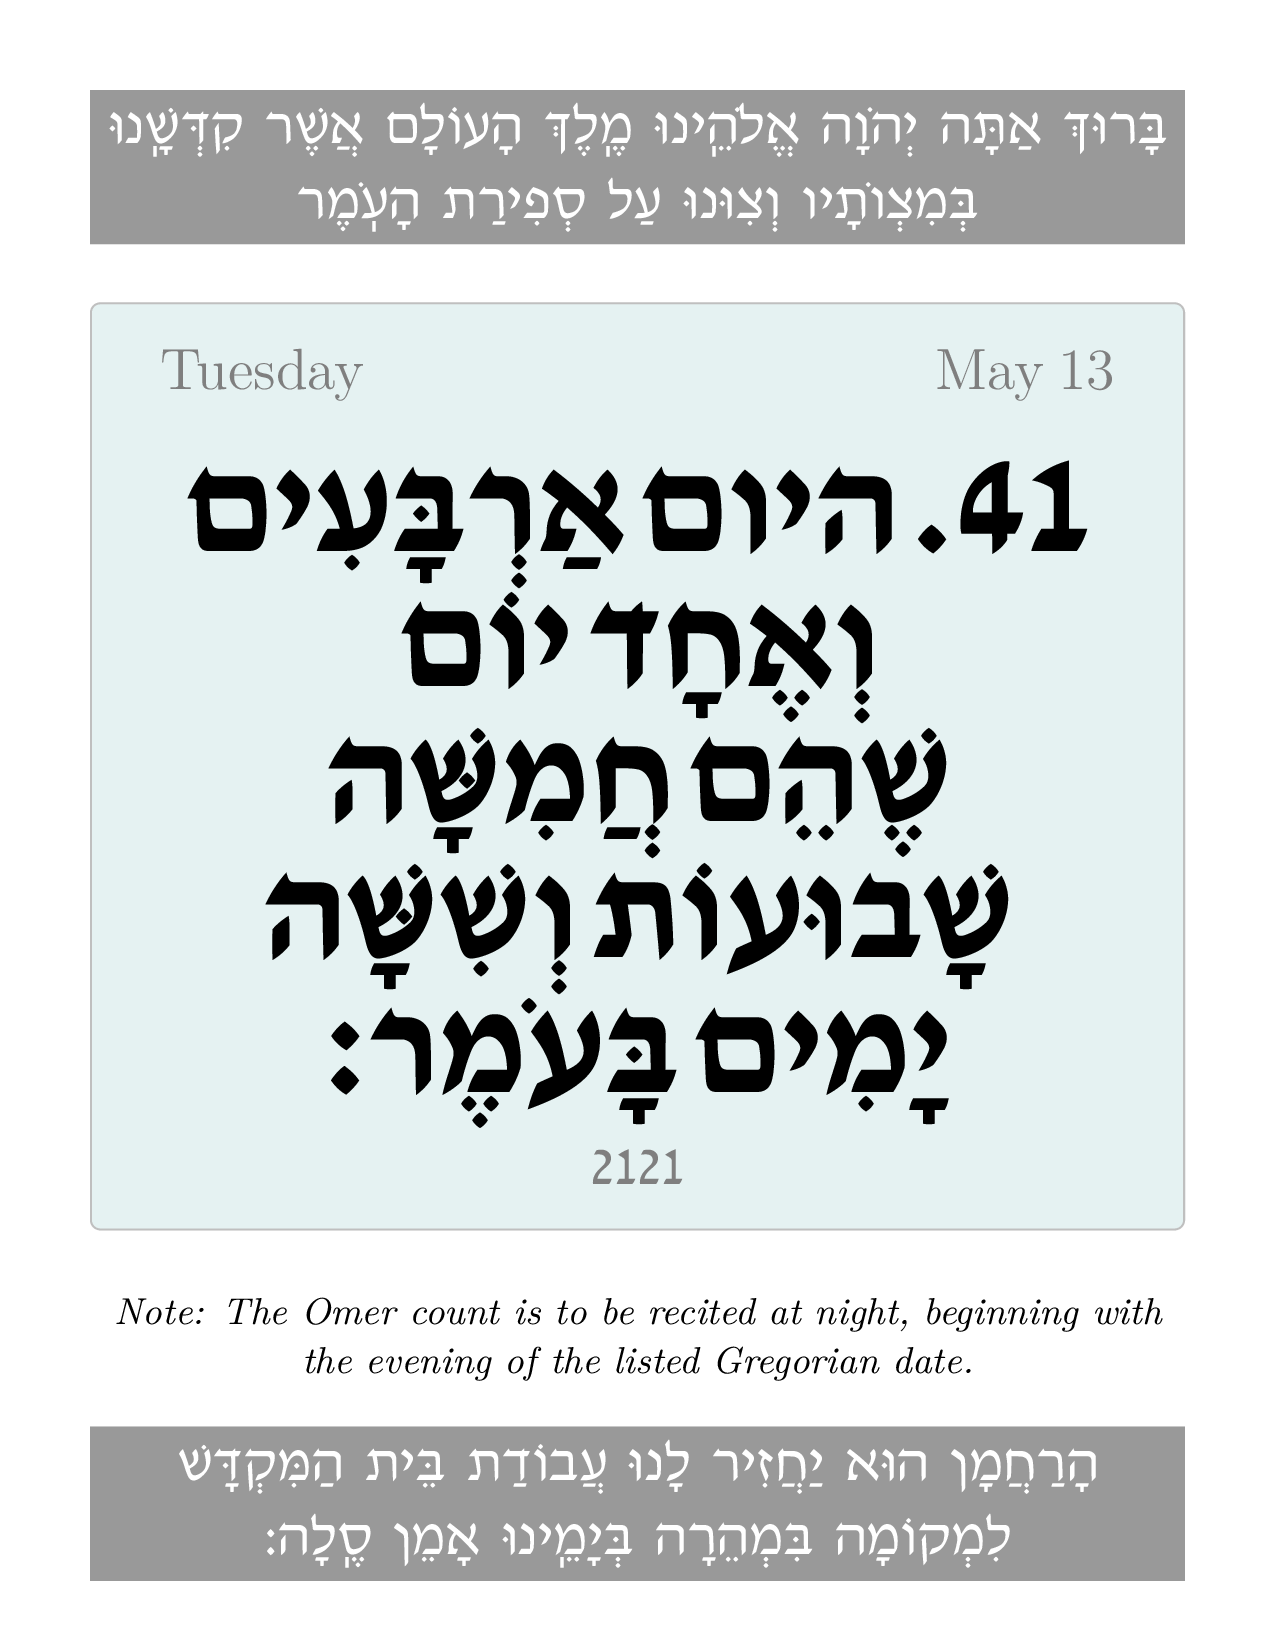 בָּרוּךְ אַתָּה יְהֹוָה אֱלֹהֵֽינוּ מֶֽלֶךְ הָעוֹלָם אֲשֶׁר קִדְּשָֽׁנוּ
בְּמִצְוֹתָיו וְצִוּנוּ עַל סְפִירַת הָעֹֽמֶר
Tuesday May 13
41. היום אַרְבָּעִים
וְאֶחָד יוֹם
שֶׁהֵם חֲמִשָּׁה
שָׁבוּעוֹת וְשִׁשָּׁה
יָמִים בָּעֹמֶר:
2121
Note: The Omer count is to be recited at night, beginning with
the evening of the listed Gregorian date.
הָרַחֲמָן הוּא יַחֲזִיר לָנוּ עֲבוֹדַת בֵּית הַמִּקְדָּשׁ
לִמְקוֹמָהּ בִּמְהֵרָה בְּיָמֵֽינוּ אָמֵן סֶֽלָה: